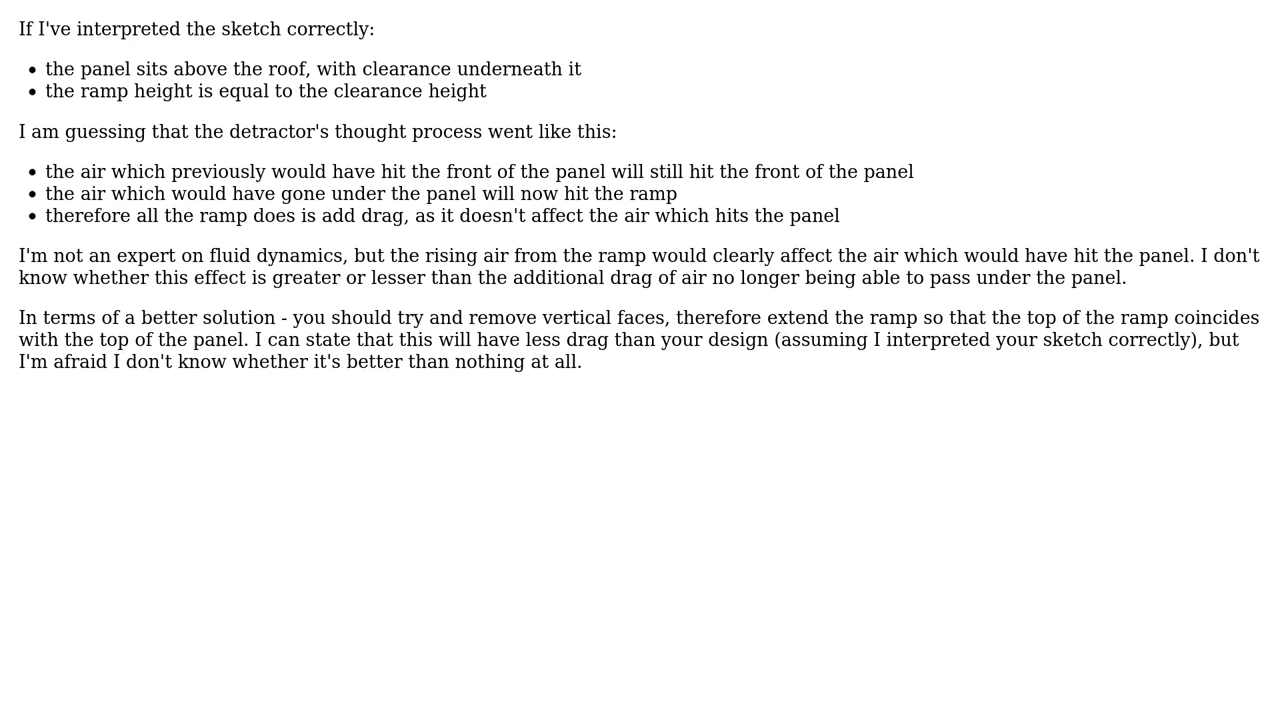 If I've interpreted the sketch correctly:
• the panel sits above the roof, with clearance underneath it
• the ramp height is equal to the clearance height
I am guessing that the detractor's thought process went like this:
• the air which previously would have hit the front of the panel will still hit the front of the panel
• the air which would have gone under the panel will now hit the ramp
• therefore all the ramp does is add drag, as it doesn't affect the air which hits the panel
I'm not an expert on fluid dynamics, but the rising air from the ramp would clearly affect the air which would have hit the panel. I don't
know whether this effect is greater or lesser than the additional drag of air no longer being able to pass under the panel.
In terms of a better solution - you should try and remove vertical faces, therefore extend the ramp so that the top of the ramp coincides
with the top of the panel. I can state that this will have less drag than your design (assuming I interpreted your sketch correctly), but
I'm afraid I don't know whether it's better than nothing at all.